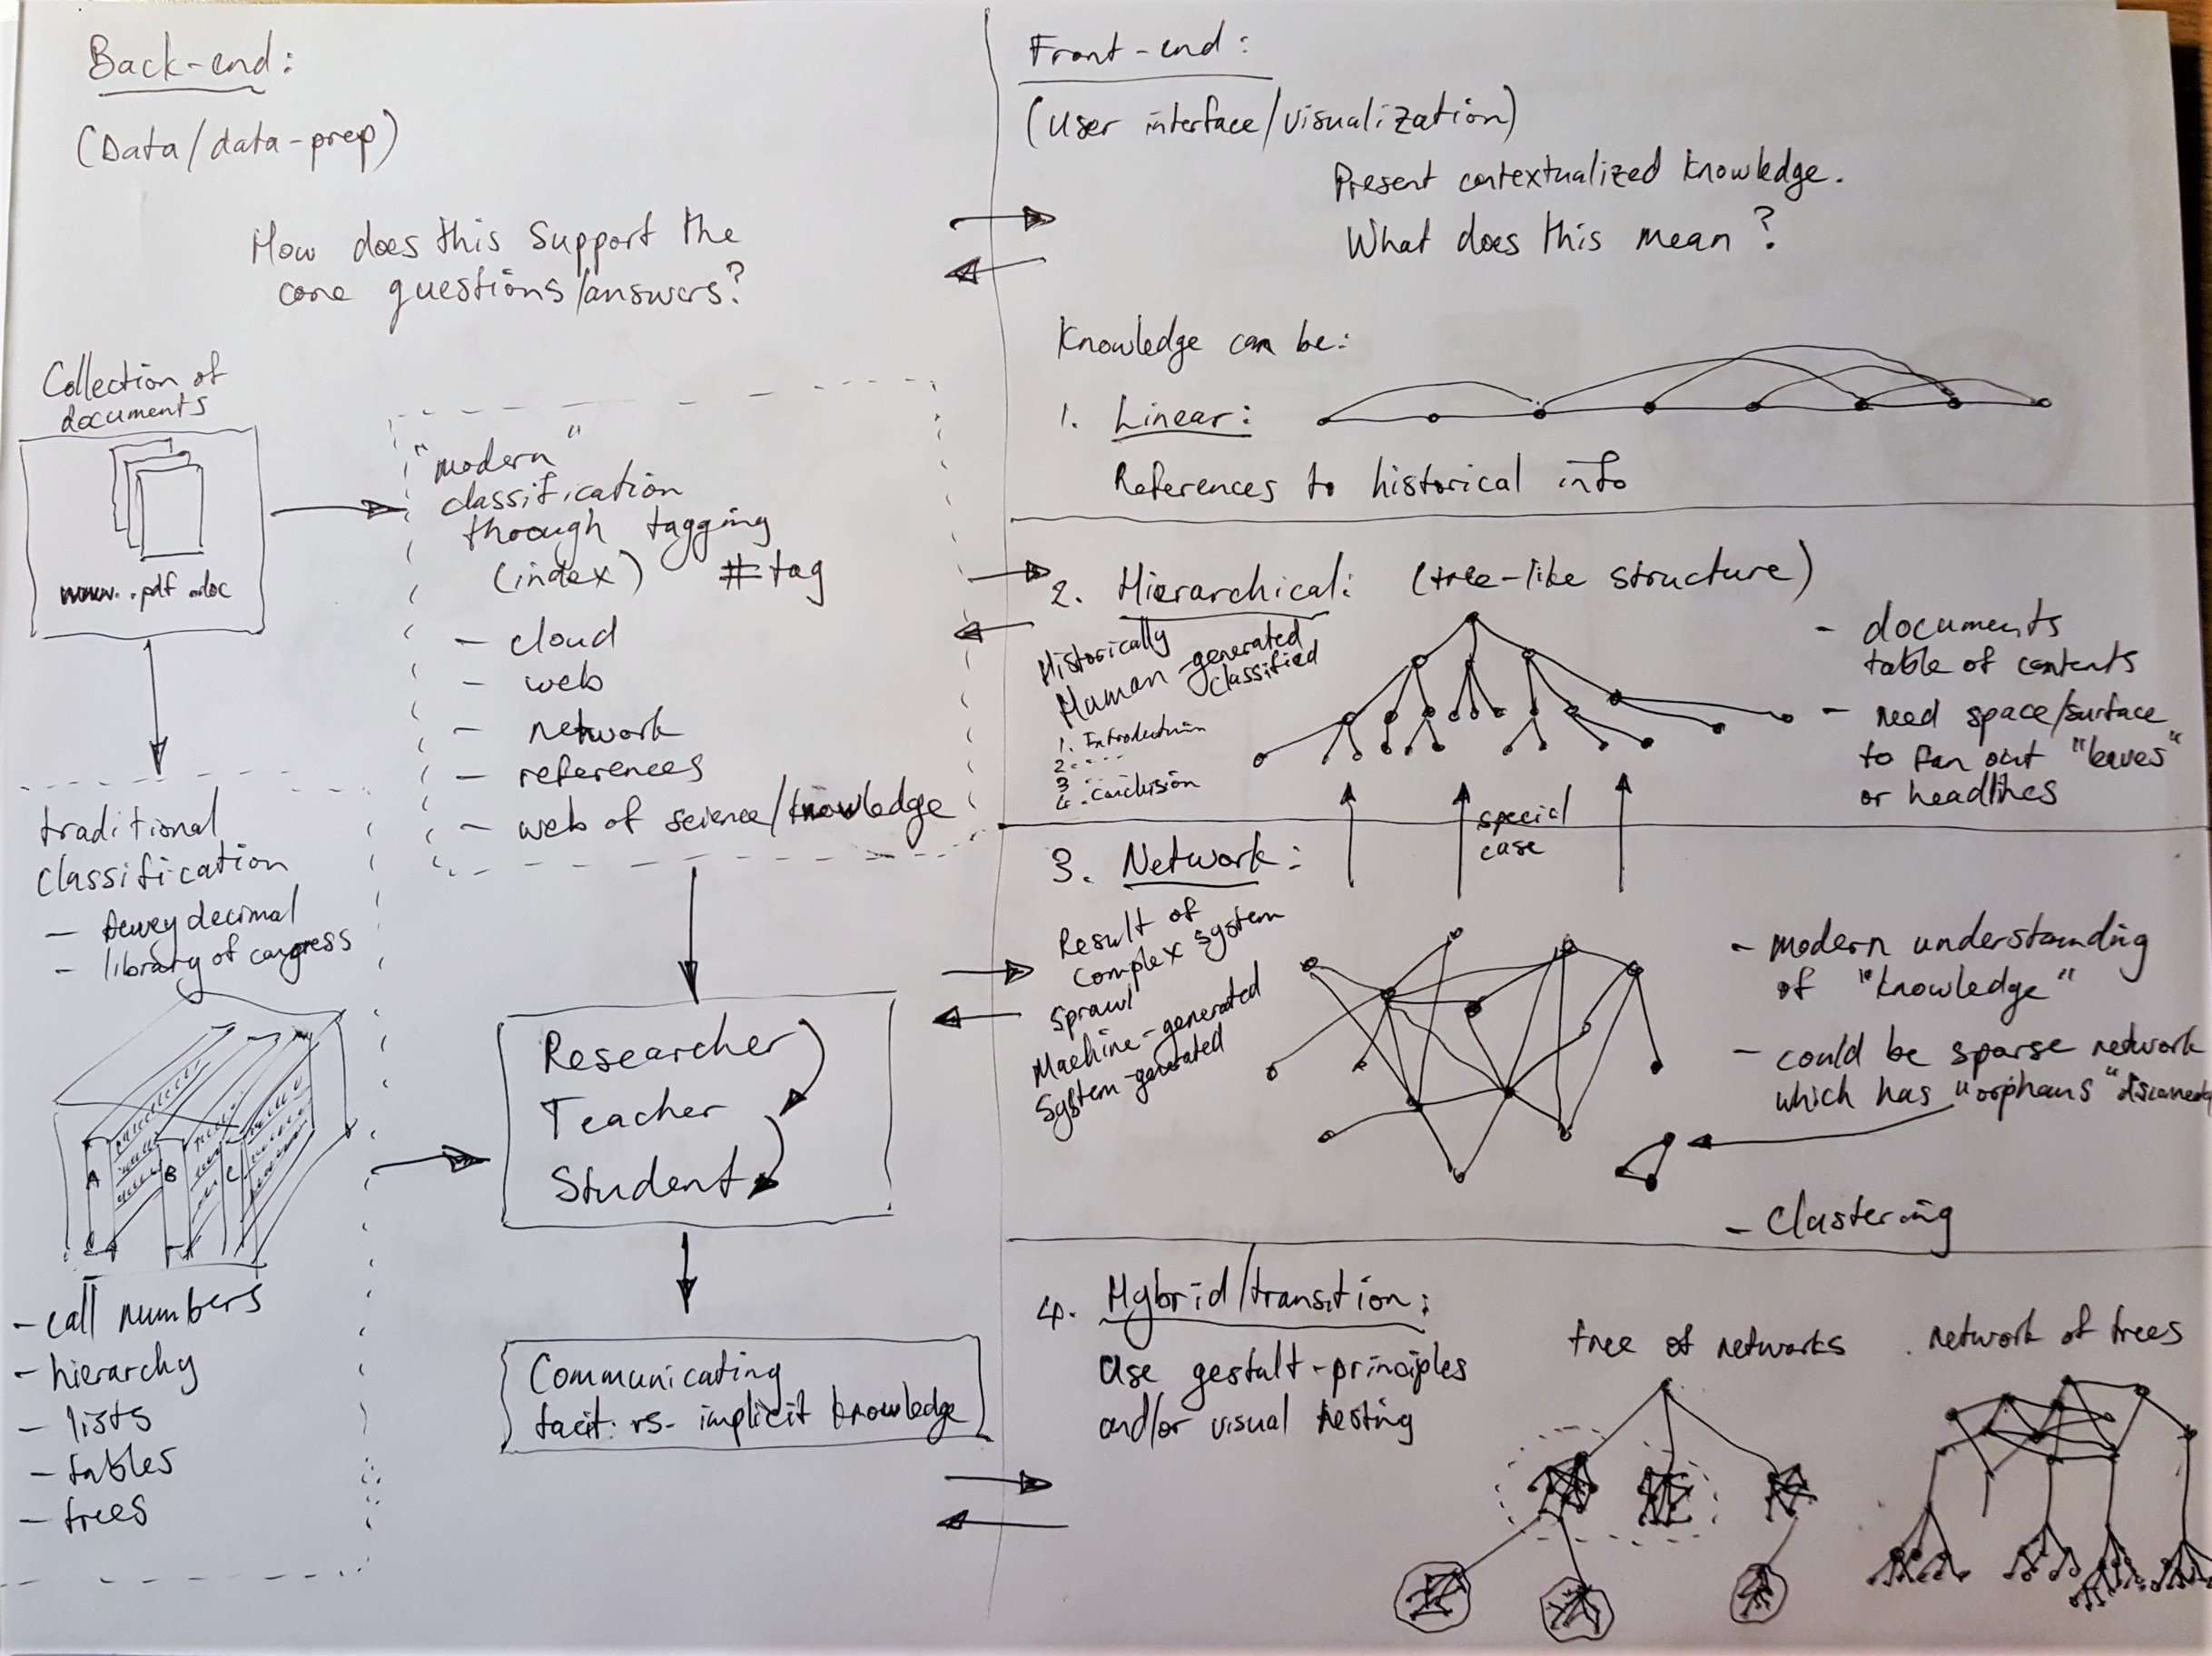 Back-end:
(Data/data-prep)
How does this support the
core questions/answers?
Collection of
documents
www. .pdf .doc
"modern"
classification
through tagging
(index) #tag
- cloud
- web
- network
- references
- web of science/knowledge
traditional
classification
- Dewey decimal
- library of congress
A B C
- call numbers
- hierarchy
- lists
- tables
- trees
Researcher
Teacher
Student
Communicating
tacit vs. implicit knowledge
Front-end:
(User interface/visualization)
Present contextualized knowledge.
What does this mean?
Knowledge can be:
1. Linear:
References to historical info
2. Hierarchical: (tree-like structure)
Historically
Human-generated
classified
1. Introduction
2. ...
3 ..
4. Conclusion
- documents
table of contents
- need space/surface
to fan out "leaves"
or headlines
special
case
3. Network:
Result of
complex system
Sprawl
Machine-generated
System-generated
- modern understanding
of "knowledge"
- could be sparse network
which has "orphans"
- Clustering
4. Hybrid/transition:
Use gestalt-principles
and/or visual nesting
tree of networks
network of trees